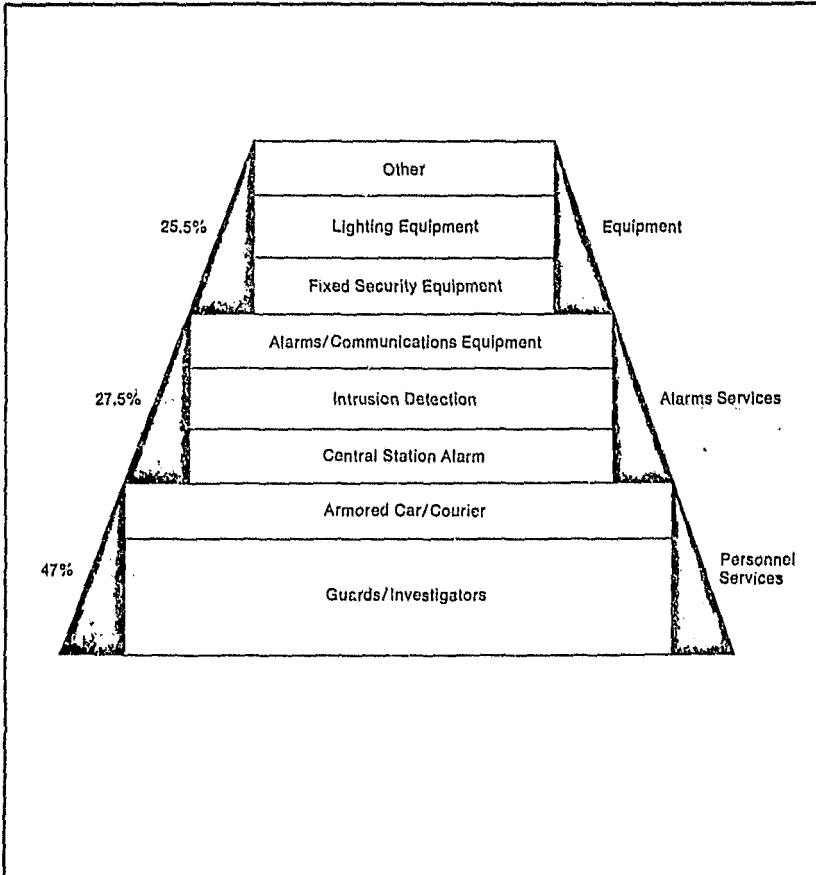 Other
25.5%
Lighting Equipment
Equipment
Fixed Security Equipment
Alarms/Communications Equipment
27.5%
Intrusion Detection
Alarms Services
Central Station Alarm
Armored Car/Courier
47%
Guards/Investigators
Personnel
Services